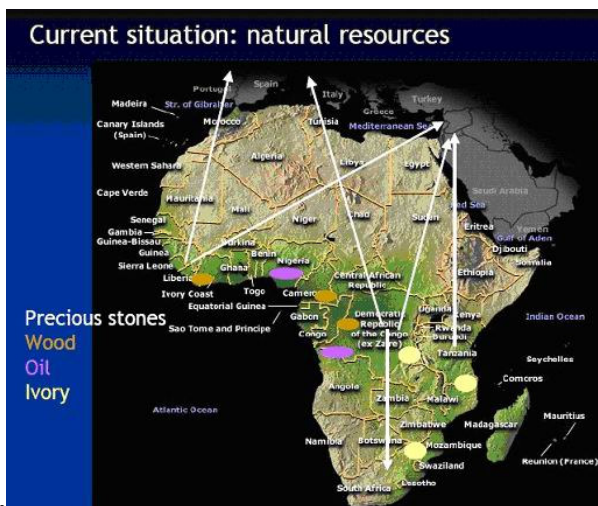 Current situation: natural resources
Portugal
Spain
Italy
Greece
Turkey
Madeira
Str. of Gibraltar
Mediterranean Sea
Canary Islands
(Spain)
Morocco
Tunisia
Algeria
Libya
Egypt
Western Sahara
Saudi Arabia
Cape Verde
Mauritania
Mali
Niger
Chad
Sudan
Red Sea
Eritrea
Yemen
Gulf of Aden
Senegal
Gambia
Guinea-Bissau
Guinea
Burkina
Benin
Nigeria
Djibouti
Somalia
Sierra Leone
Liberia
Ghana
Togo
Central African
Republic
Ethiopia
Ivory Coast
Camer
Equatorial Guinea
Gabon
Congo
Sao Tome and Principe
Democratic
Republic
of the Congo
(ex Zaire)
Uganda
Kenya
Rwanda
Burundi
Indian Ocean
Precious stones
Wood
Oil
Ivory
Tanzania
Seychelles
Comoros
Angola
Zambia
Malawi
Atlantic Ocean
Zimbabwe
Madagascar
Mauritius
Namibia
Botswana
Mozambique
Reunion (France)
Swaziland
South Africa
Lesotho